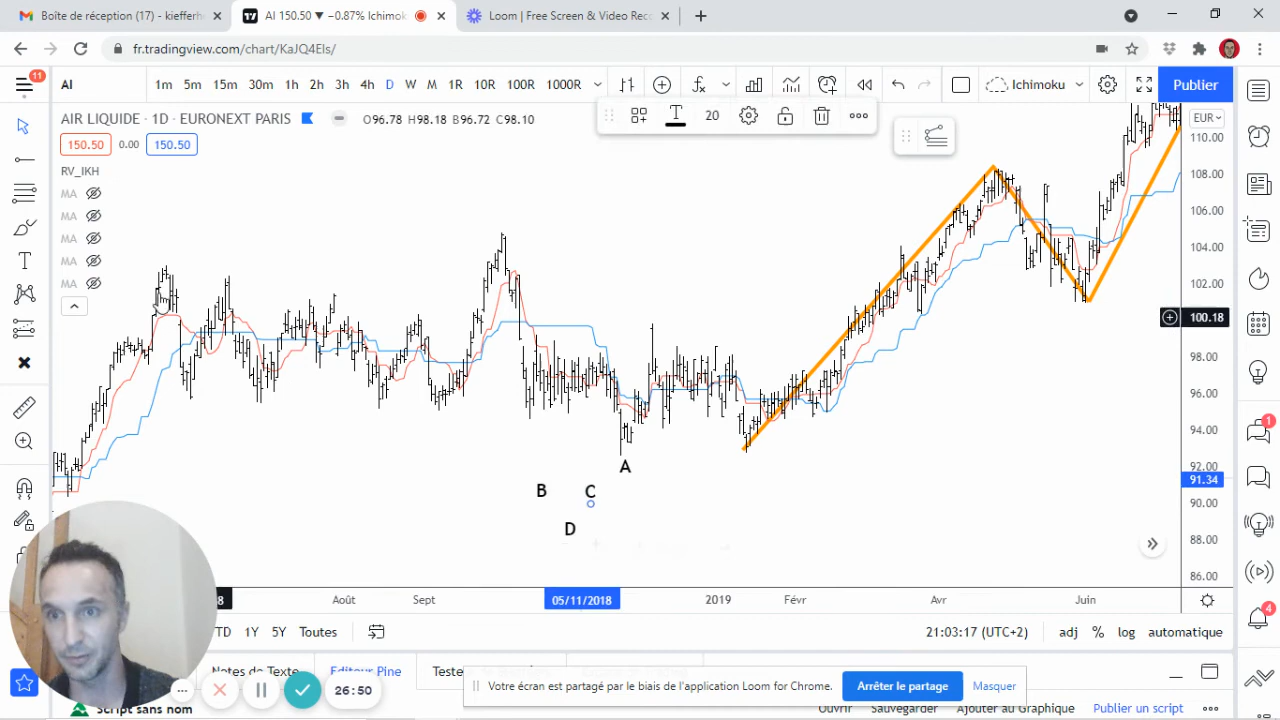 Boîte de réception (17) - kiefferh
AI 150.50 ▼ −0.87% Ichimok
Loom | Free Screen & Video Rec
fr.tradingview.com/chart/KaJQ4Els/
11
AI
1m 5m 15m 30m 1h 2h 3h 4h D W M 1R 10R 100R 1000R
Ichimoku
Publier
AIR LIQUIDE · 1D · EURONEXT PARIS
O96.78 H98.18 B96.72 C98.10
20
EUR
150.50 0.00 150.50
RV_IKH
MA
MA
MA
MA
MA
110.00
108.00
106.00
104.00
102.00
100.18
98.00
96.00
94.00
92.00
91.34
90.00
88.00
86.00
A
B
C
D
1
4
8
Août
Sept
05/11/2018
2019
Févr
Avr
Juin
TD 1Y 5Y Toutes
21:03:17 (UTC+2)
adj % log automatique
Notes de Texte
Editeur Pine
Teste
26:50
Votre écran est partagé par le biais de l'application Loom for Chrome.
Arrêter le partage
Masquer
Script sans nom
Ouvrir
Sauvegarder
Ajouter au Graphique
Publier un script